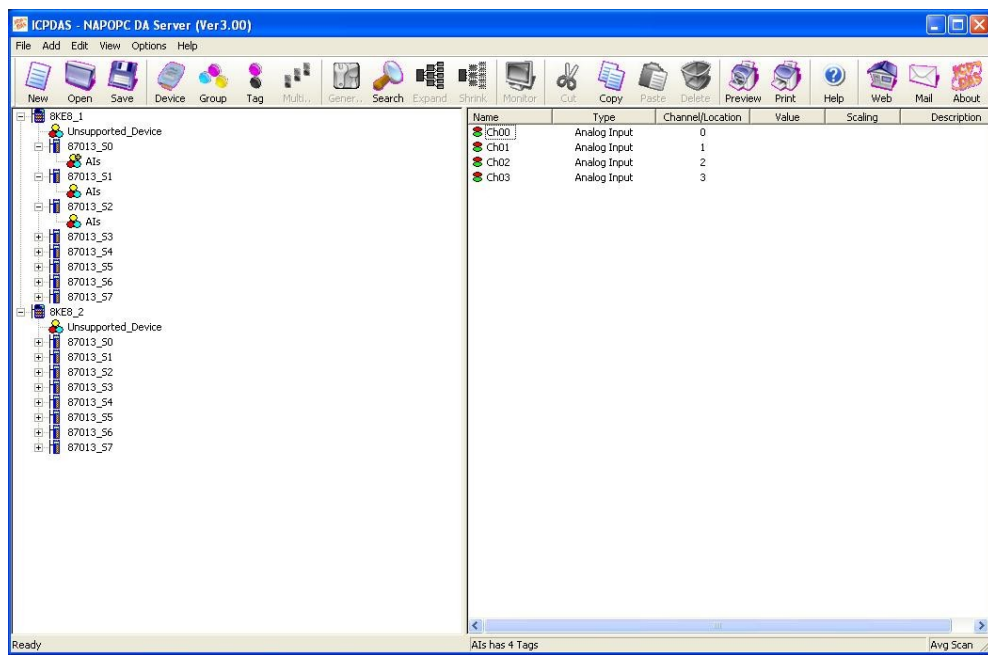 ICPDAS - NAPOPC DA Server (Ver3.00)
File Add Edit View Options Help
New Open Save Device Group Tag Multi.. Gener.. Search Expand Shrink Monitor Cut Copy Paste Delete Preview Print Help Web Mail About
8KE8_1
Unsupported_Device
87013_S0
AIs
87013_S1
AIs
87013_S2
AIs
87013_S3
87013_S4
87013_S5
87013_S6
87013_S7
8KE8_2
Unsupported_Device
87013_S0
87013_S1
87013_S2
87013_S3
87013_S4
87013_S5
87013_S6
87013_S7
Name Type Channel/Location Value Scaling Description
Ch00 Analog Input 0
Ch01 Analog Input 1
Ch02 Analog Input 2
Ch03 Analog Input 3
Ready AIs has 4 Tags Avg Scan